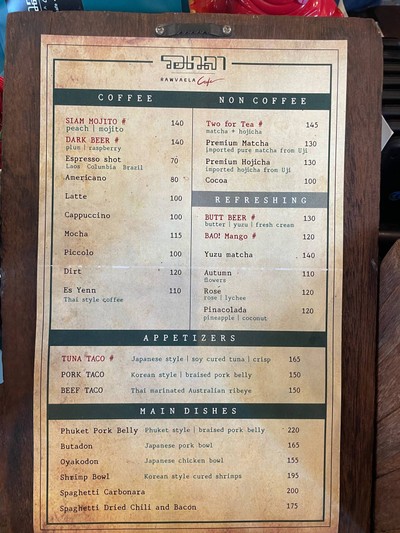 RAWVAELA Cafe
COFFEE
SIAM MOJITO # 140
peach | mojito
DARK BEER # 140
plum | raspberry
Espresso shot 70
Laos Columbia Brazil
Americano 80
Latte 100
Cappuccino 100
Mocha 115
Piccolo 100
Dirt 120
Es Yenn 110
Thai style coffee
NON COFFEE
Two for Tea # 145
matcha + hojicha
Premium Matcha 130
imported pure matcha from Uji
Premium Hojicha 130
imported hojicha from Uji
Cocoa 100
REFRESHING
BUTT BEER # 130
butter | yuzu | fresh cream
BAO! Mango # 120
Yuzu matcha 140
Autumn 110
flowers
Rose 120
rose | lychee
Pinacolada 120
pineapple | coconut
APPETIZERS
TUNA TACO # Japanese style | soy cured tuna | crisp 165
PORK TACO Korean style | braised pork belly 150
BEEF TACO Thai marinated Australian ribeye 150
MAIN DISHES
Phuket Pork Belly Phuket style | braised pork belly 220
Butadon Japanese pork bowl 165
Oyakodon Japanese chicken bowl 155
Shrimp Bowl Korean style cured shrimps 195
Spaghetti Carbonara 200
Spaghetti Dried Chili and Bacon 175